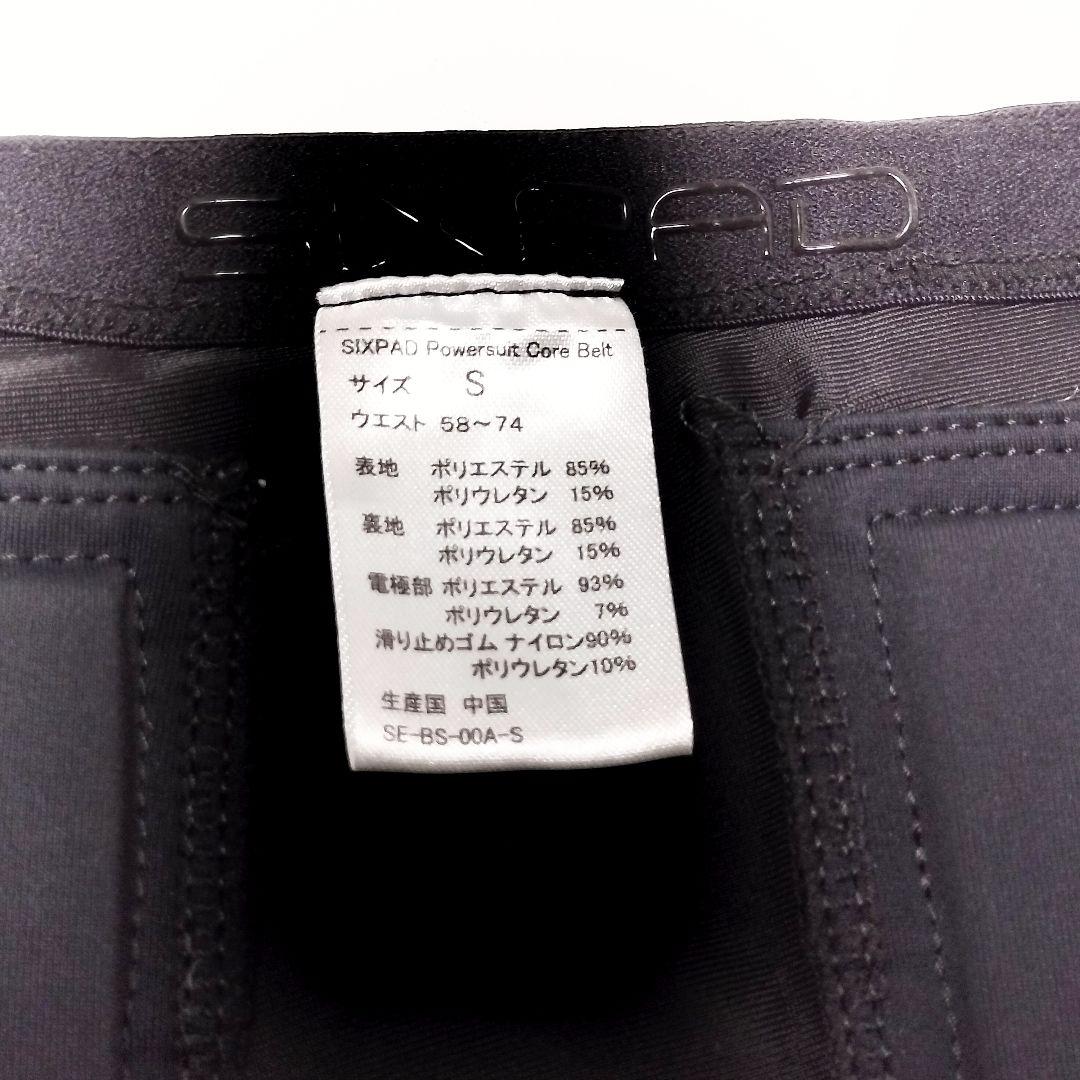 SIXPAD
SIXPAD Powersuit Core Belt
サイズ S
ウエスト 58～74
表地 ポリエステル 85%
ポリウレタン 15%
裏地 ポリエステル 85%
ポリウレタン 15%
電極部 ポリエステル 93%
ポリウレタン 7%
滑り止めゴム ナイロン90%
ポリウレタン10%
生産国 中国
SE-BS-00A-S